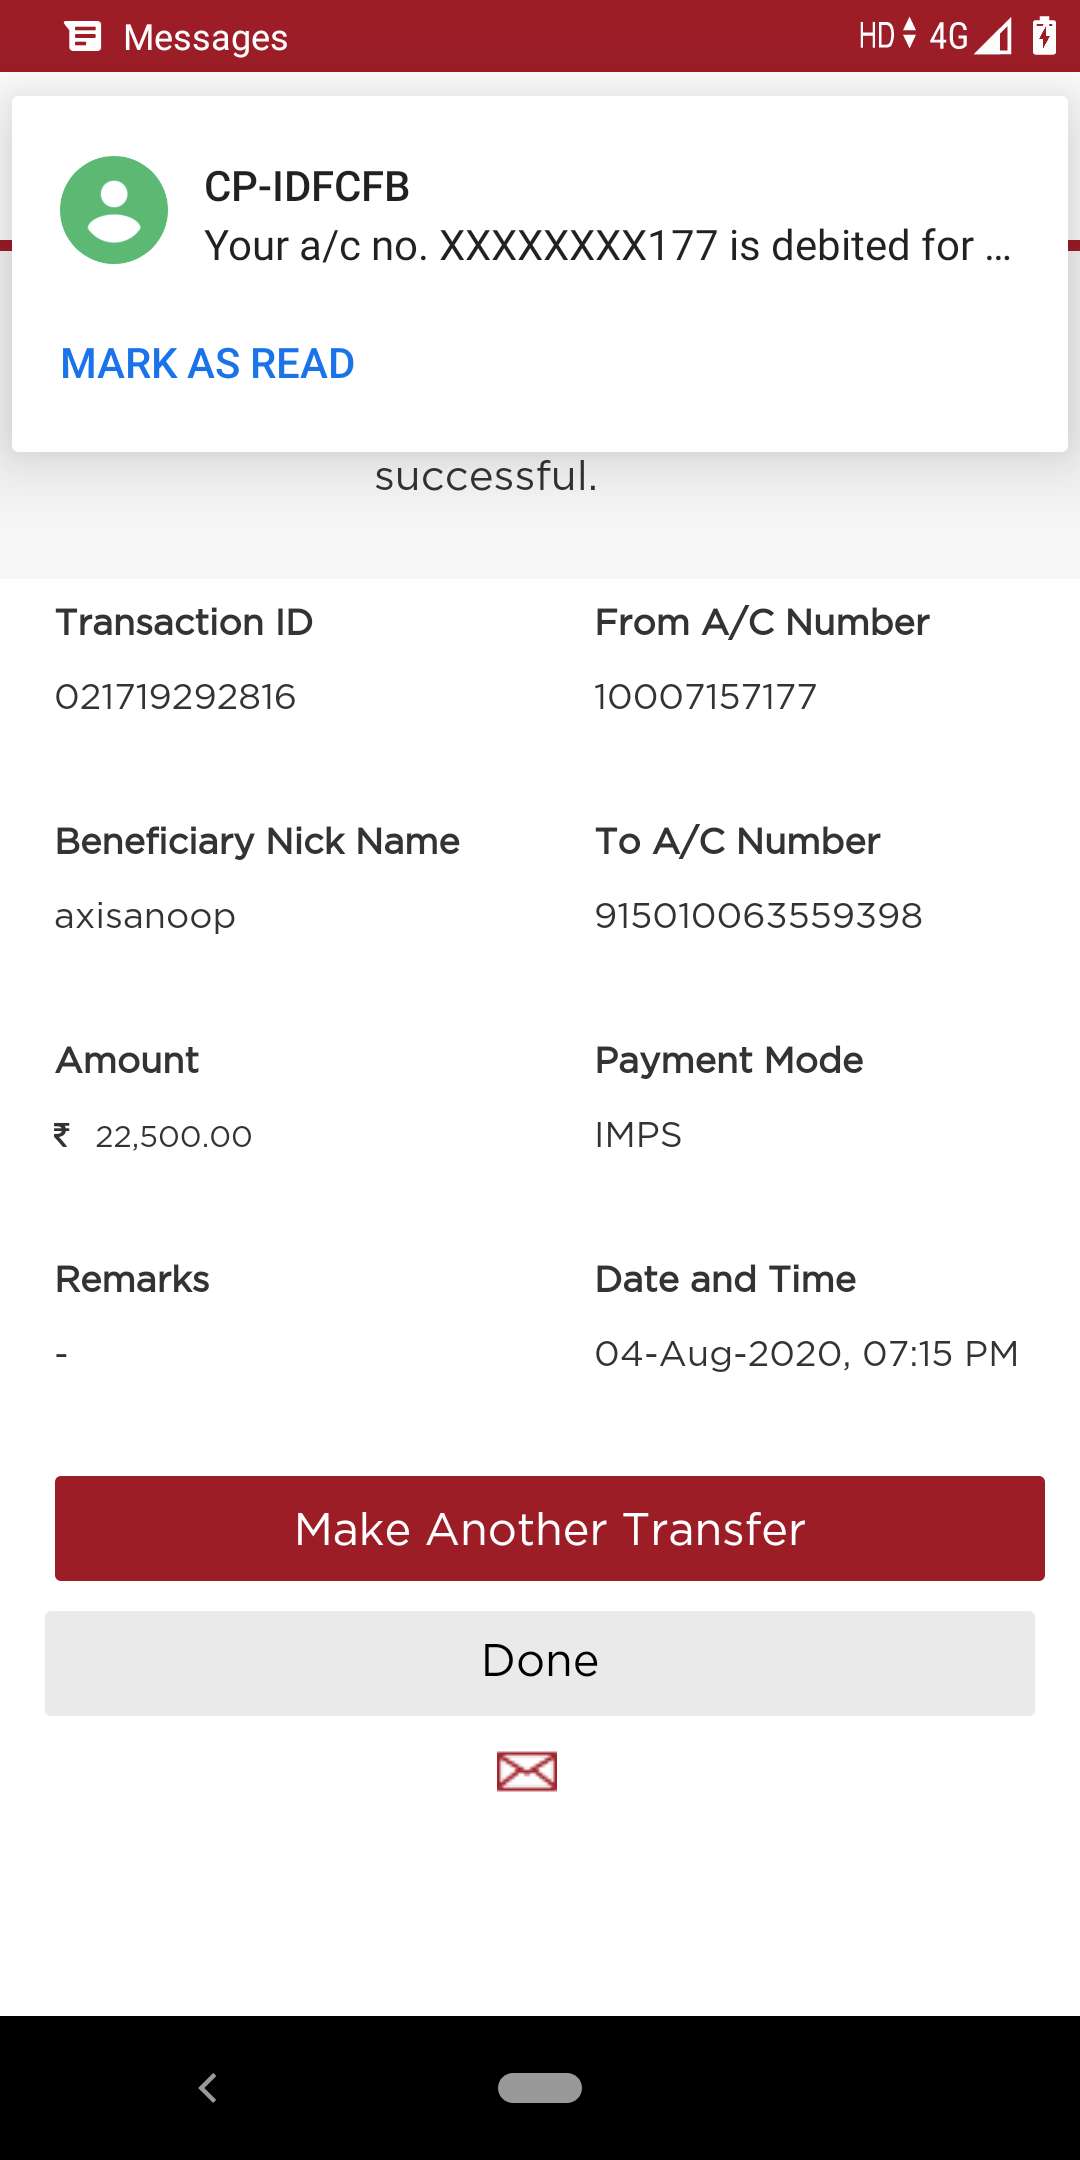 Messages HD 4G
CP-IDFCFB
Your a/c no. XXXXXXXX177 is debited for ...
MARK AS READ
successful.
Transaction ID From A/C Number
021719292816 10007157177
Beneficiary Nick Name To A/C Number
axisanoop 915010063559398
Amount Payment Mode
₹ 22,500.00 IMPS
Remarks Date and Time
- 04-Aug-2020, 07:15 PM
Make Another Transfer
Done